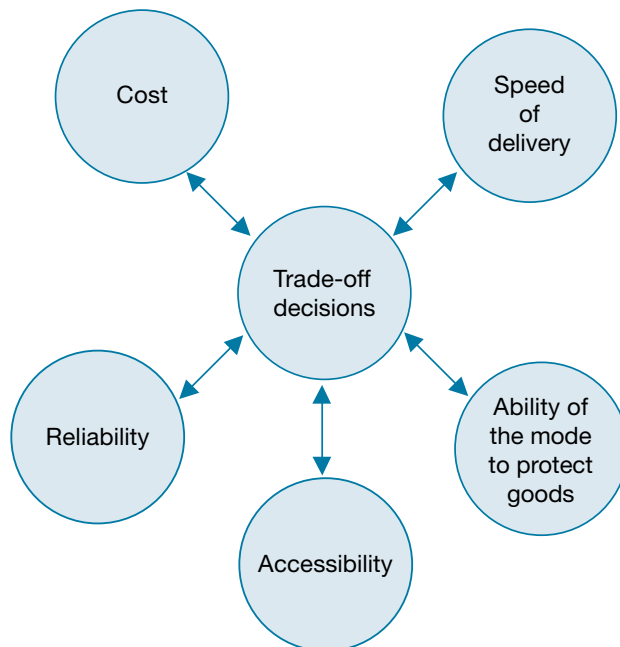 Cost
Speed
of
delivery
Trade-off
decisions
Reliability
Ability of
the mode
to protect
goods
Accessibility